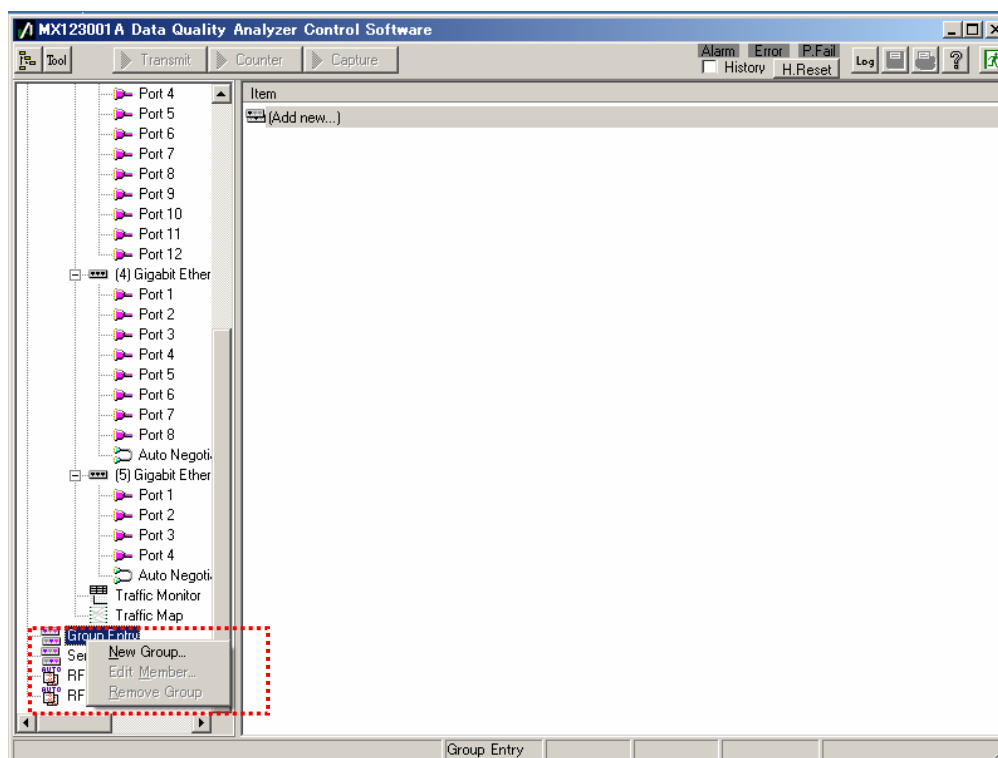 MX123001A Data Quality Analyzer Control Software
Tool Transmit Counter Capture Alarm Error P.Fail
History H.Reset Log
Item
(Add new...)
Port 4
Port 5
Port 6
Port 7
Port 8
Port 9
Port 10
Port 11
Port 12
(4) Gigabit Ether
Port 1
Port 2
Port 3
Port 4
Port 5
Port 6
Port 7
Port 8
Auto Negoti
(5) Gigabit Ether
Port 1
Port 2
Port 3
Port 4
Auto Negoti
Traffic Monitor
Traffic Map
Group Entry
Se
AUTO RF
AUTO RF
New Group...
Edit Member...
Remove Group
Group Entry